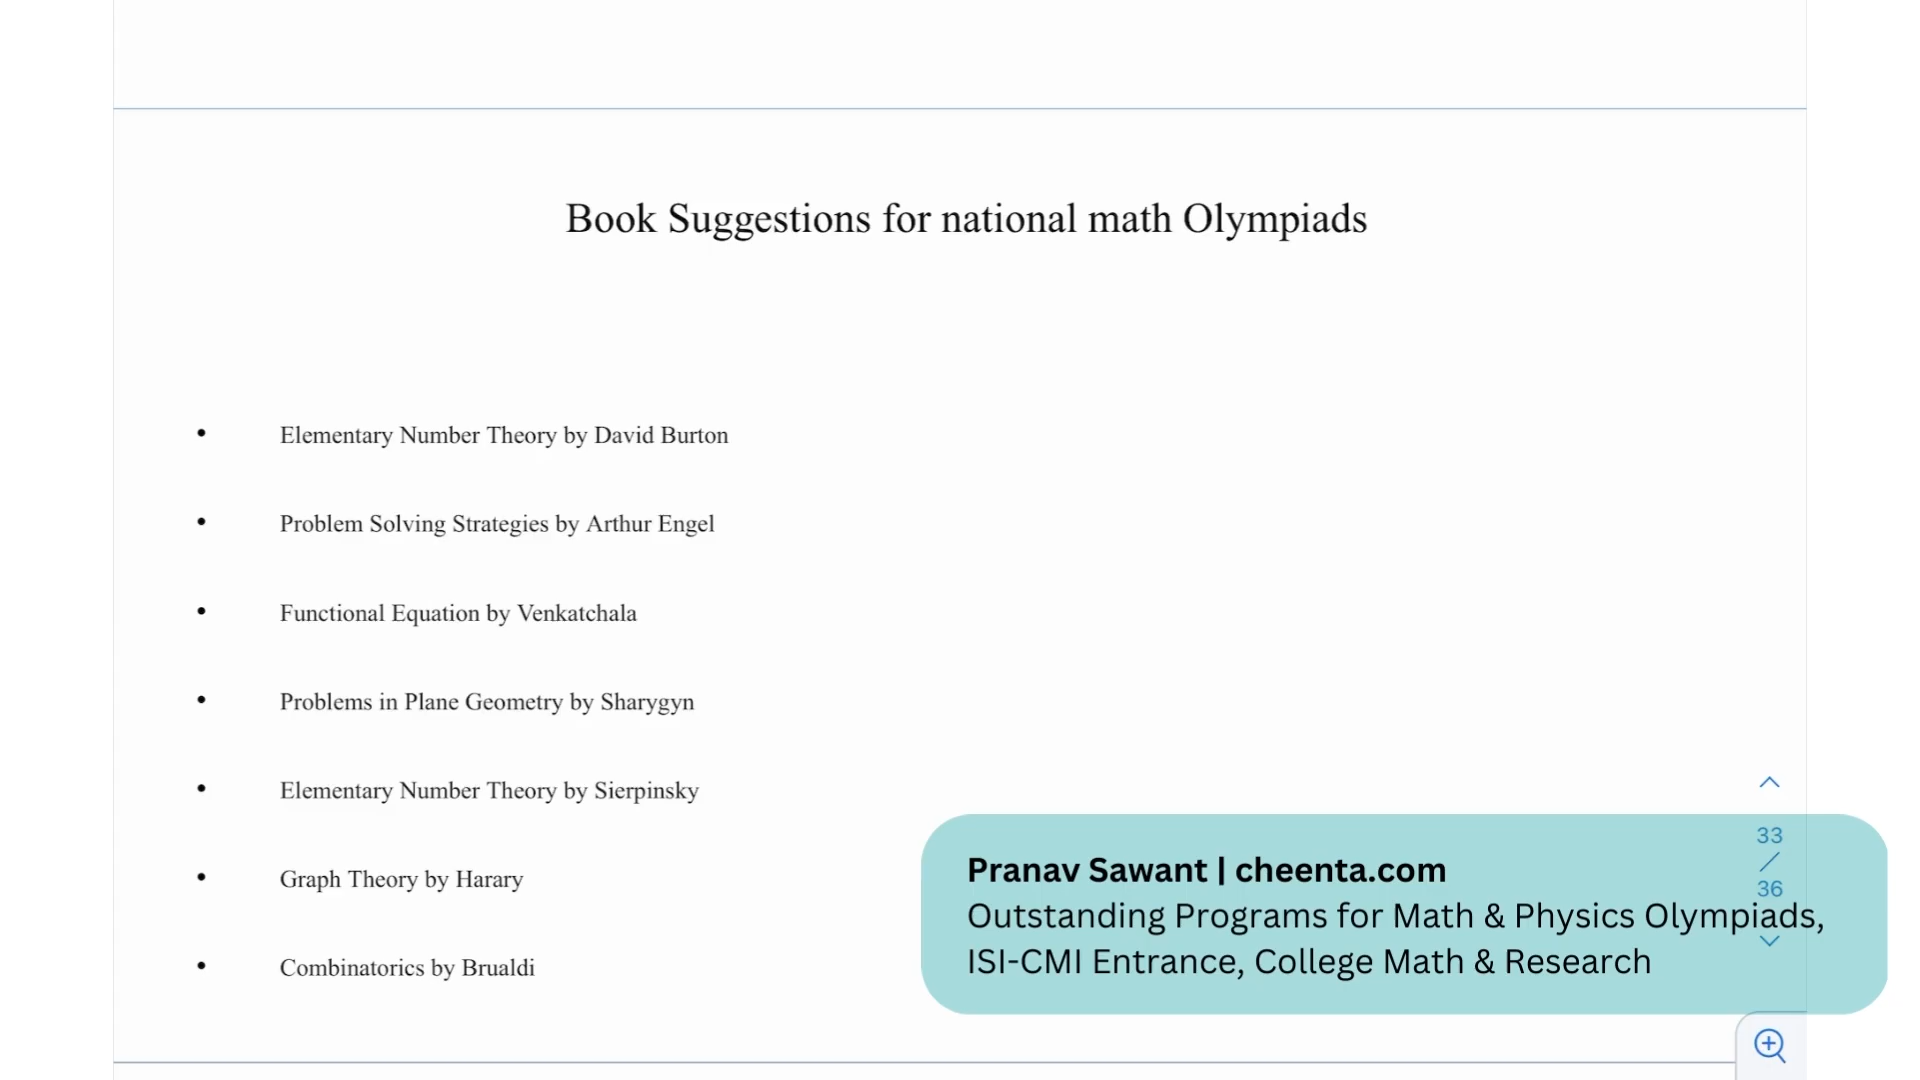 Book Suggestions for national math Olympiads
• Elementary Number Theory by David Burton
• Problem Solving Strategies by Arthur Engel
• Functional Equation by Venkatchala
• Problems in Plane Geometry by Sharygyn
• Elementary Number Theory by Sierpinsky
• Graph Theory by Harary
• Combinatorics by Brualdi
33
/
36
Pranav Sawant | cheenta.com
Outstanding Programs for Math & Physics Olympiads,
ISI-CMI Entrance, College Math & Research